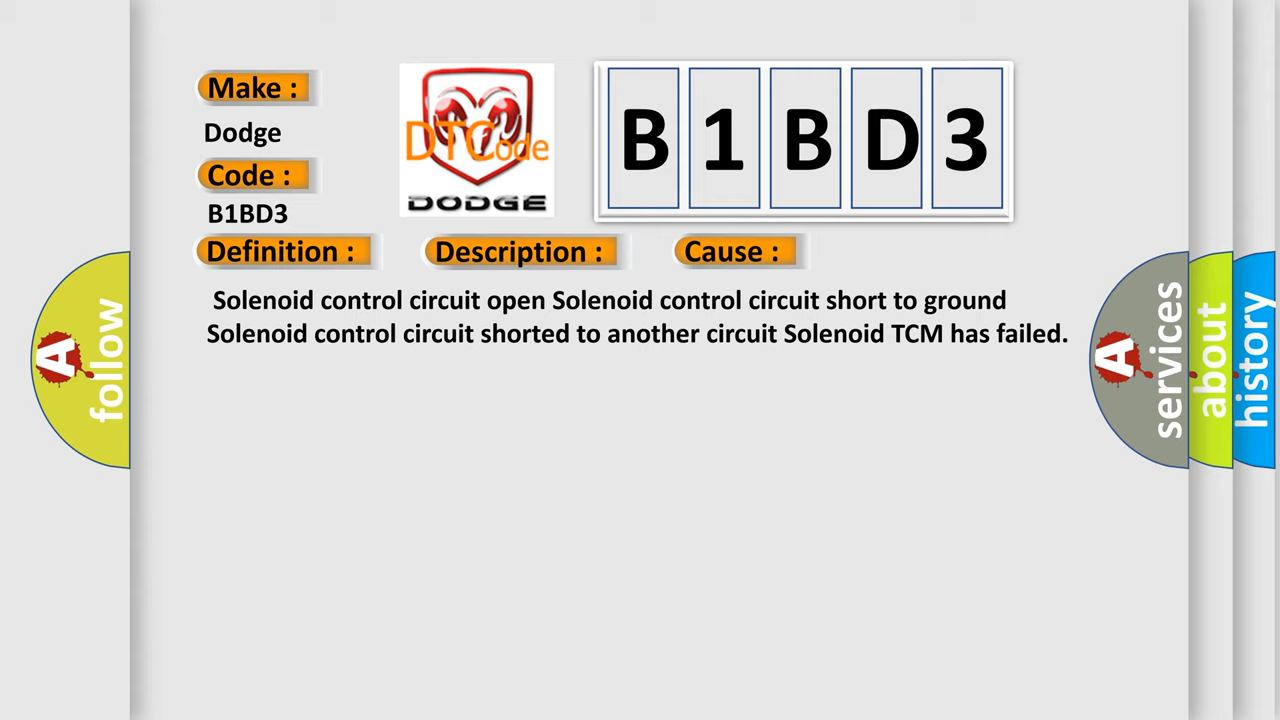 Make :
Dodge
Code :
B1BD3
DTCode
DODGE
B 1 B D 3
Definition :
Description :
Cause :
Solenoid control circuit open Solenoid control circuit short to ground
Solenoid control circuit shorted to another circuit Solenoid TCM has failed.
A follow
A services
about
history